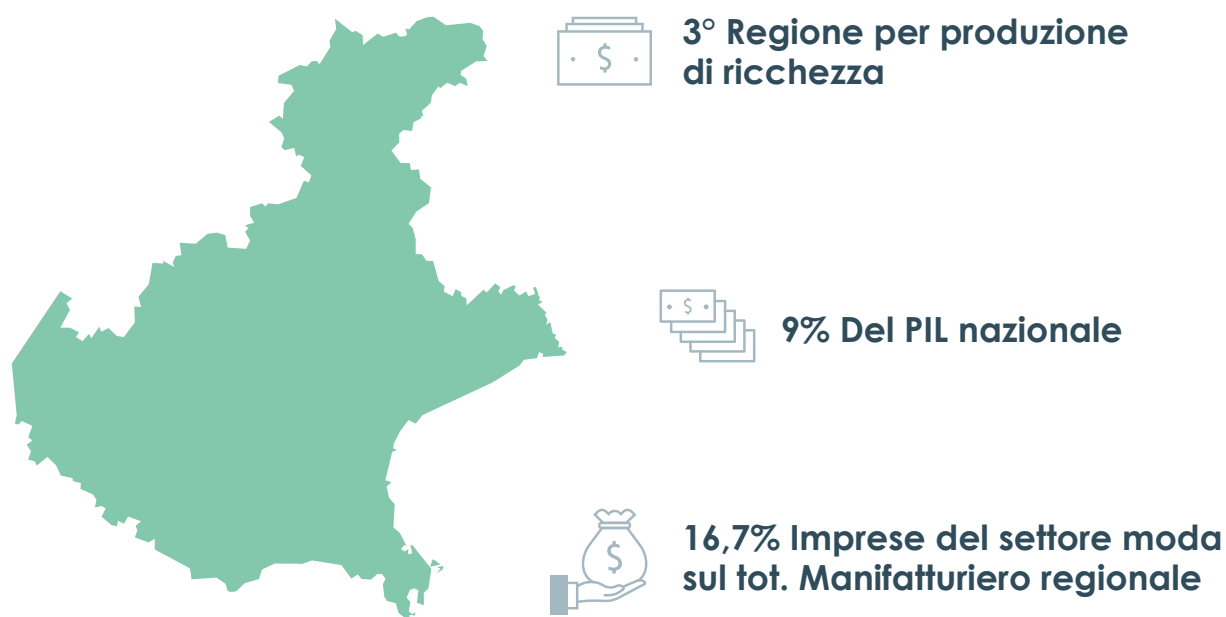 $
3° Regione per produzione
di ricchezza
$
9% Del PIL nazionale
$
16,7% Imprese del settore moda
sul tot. Manifatturiero regionale